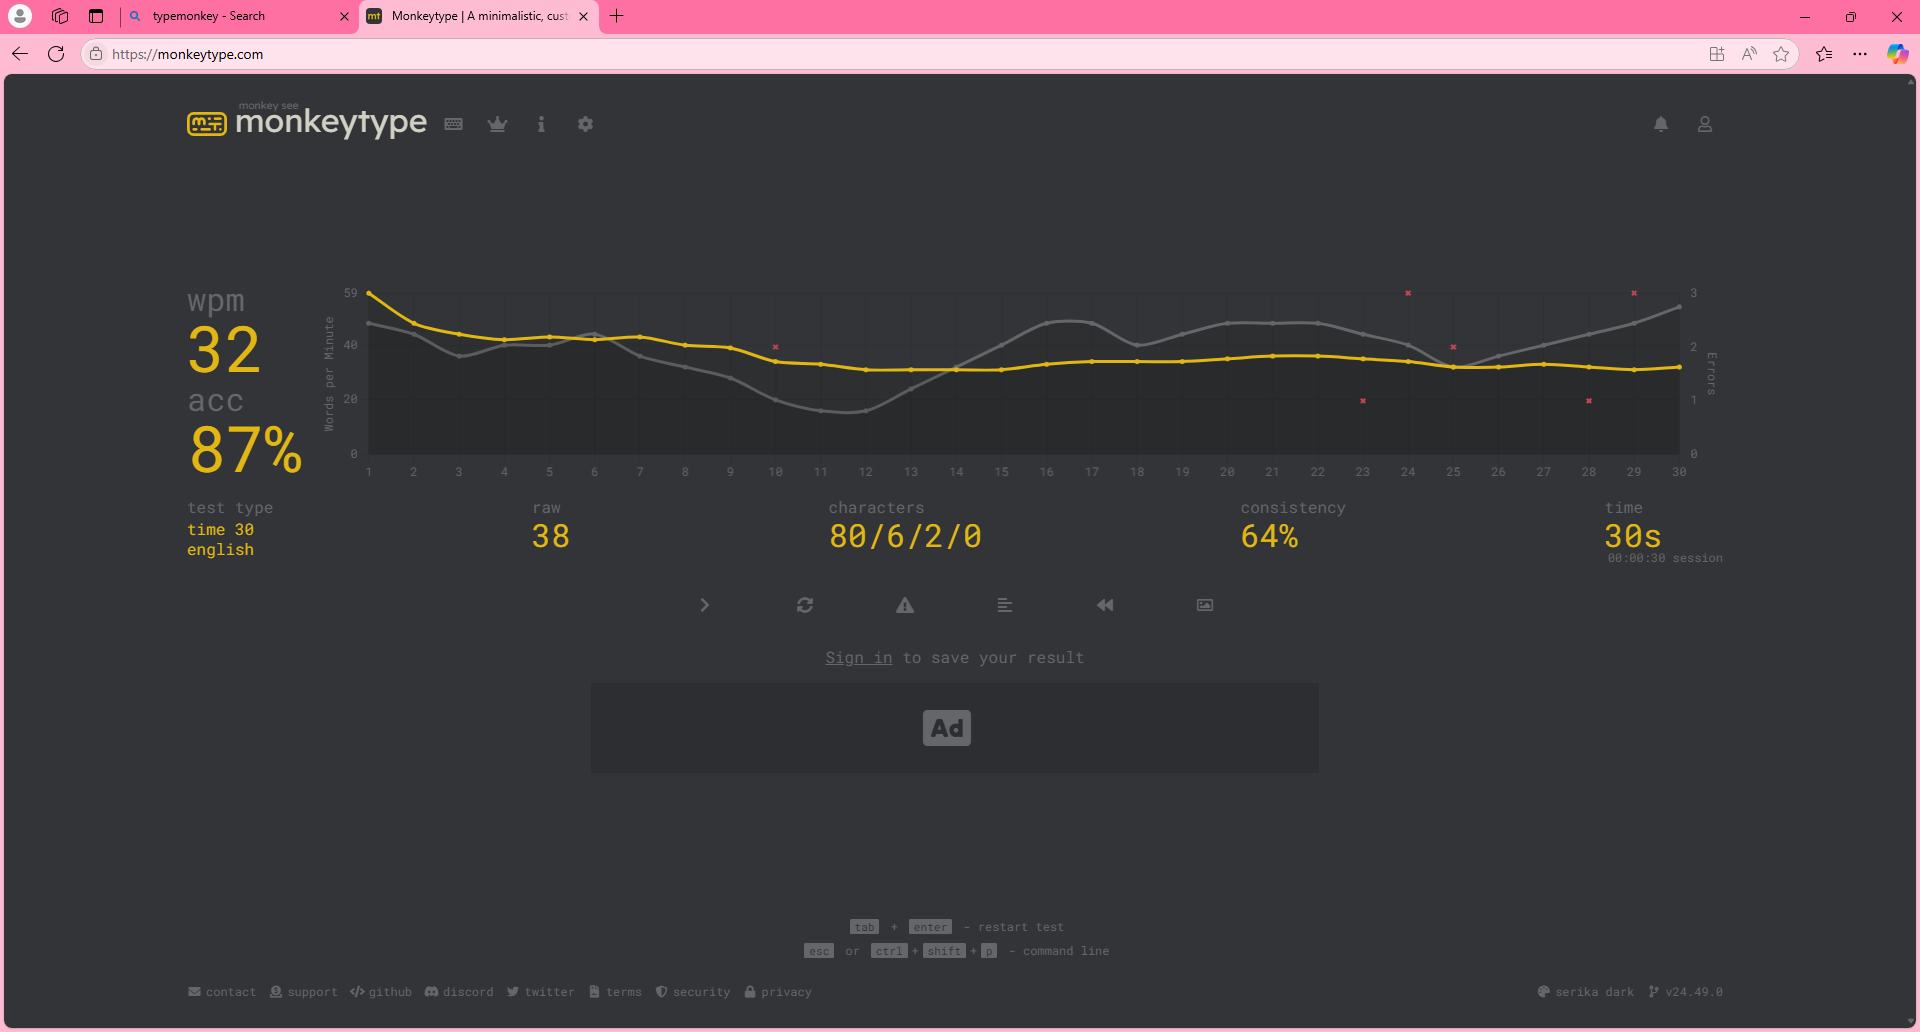 typemonkey - Search
mt Monkeytype | A minimalistic, cust
https://monkeytype.com
monkey see
monkeytype
wpm
32
acc
87%
59
40
20
0
Words per Minute
3
2
1
0
Errors
1 2 3 4 5 6 7 8 9 10 11 12 13 14 15 16 17 18 19 20 21 22 23 24 25 26 27 28 29 30
test type
time 30
english
raw
38
characters
80/6/2/0
consistency
64%
time
30s
00:00:30 session
Sign in to save your result
Ad
tab + enter - restart test
esc or ctrl + shift + p - command line
contact support github discord twitter terms security privacy
serika dark v24.49.0